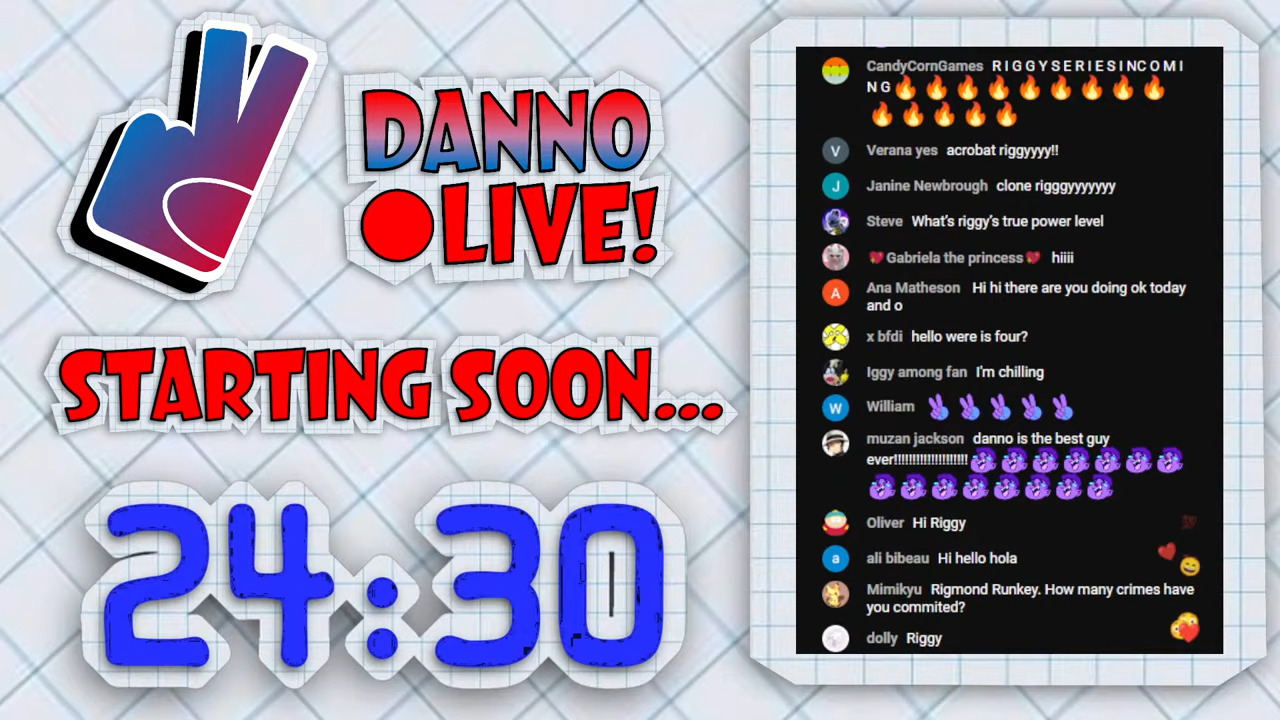 DANNO
LIVE!
STARTING SOON...
24:30
CandyCornGames R I G G Y S E R I E S I N C O M I
N G 🔥🔥🔥🔥🔥🔥🔥🔥🔥
🔥🔥🔥🔥🔥
V Verana yes acrobat riggyyyy!!
J Janine Newbrough clone rigggyyyyyyy
Steve What's riggy's true power level
💖Gabriela the princess💖 hiiii
A Ana Matheson Hi hi there are you doing ok today
and o
x bfdi hello were is four?
Iggy among fan I'm chilling
W William
muzan jackson danno is the best guy
ever!!!!!!!!!!!!!!!!!!!!!!
Oliver Hi Riggy
a ali bibeau Hi hello hola
Mimikyu Rigmond Runkey. How many crimes have
you commited?
dolly Riggy